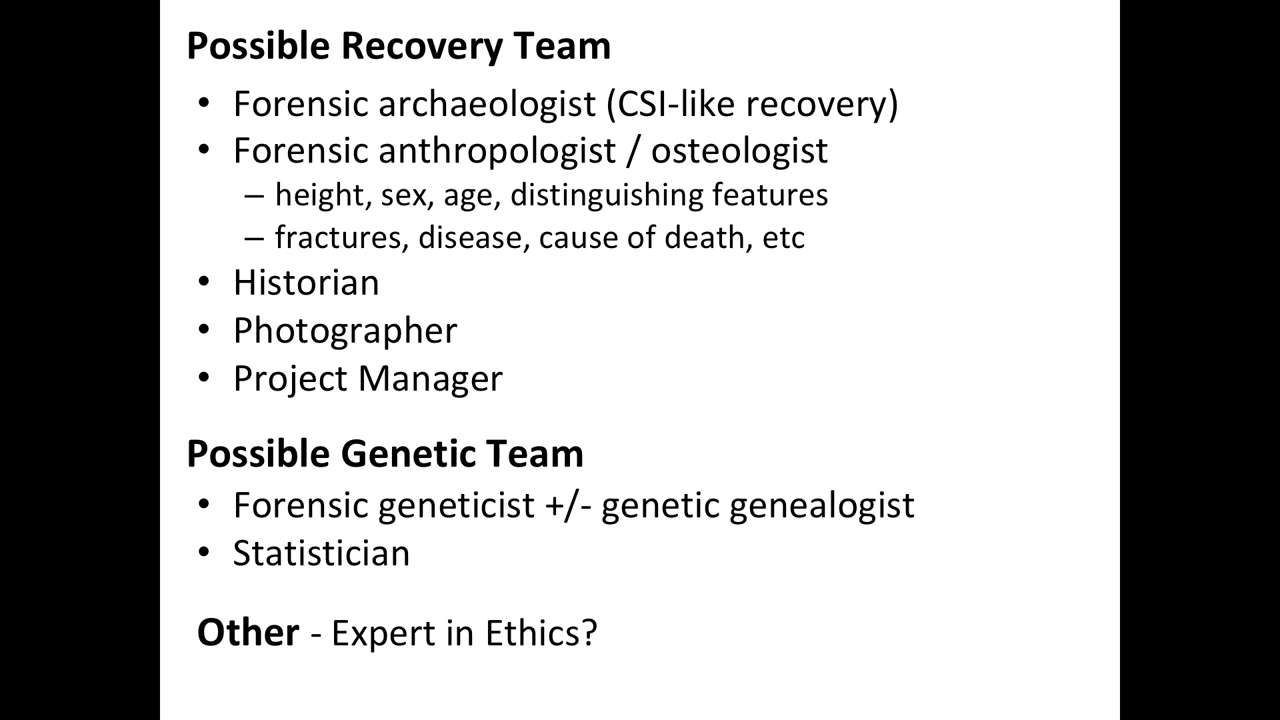 Possible Recovery Team
• Forensic archaeologist (CSI-like recovery)
• Forensic anthropologist / osteologist
– height, sex, age, distinguishing features
– fractures, disease, cause of death, etc
• Historian
• Photographer
• Project Manager
Possible Genetic Team
• Forensic geneticist +/- genetic genealogist
• Statistician
Other - Expert in Ethics?